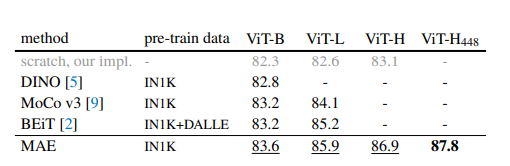 method pre-train data ViT-B ViT-L ViT-H ViT-H448
scratch, our impl. - 82.3 82.6 83.1 -
DINO [5] IN1K 82.8 - - -
MoCo v3 [9] IN1K 83.2 84.1 - -
BEiT [2] IN1K+DALLE 83.2 85.2 - -
MAE IN1K 83.6 85.9 86.9 87.8